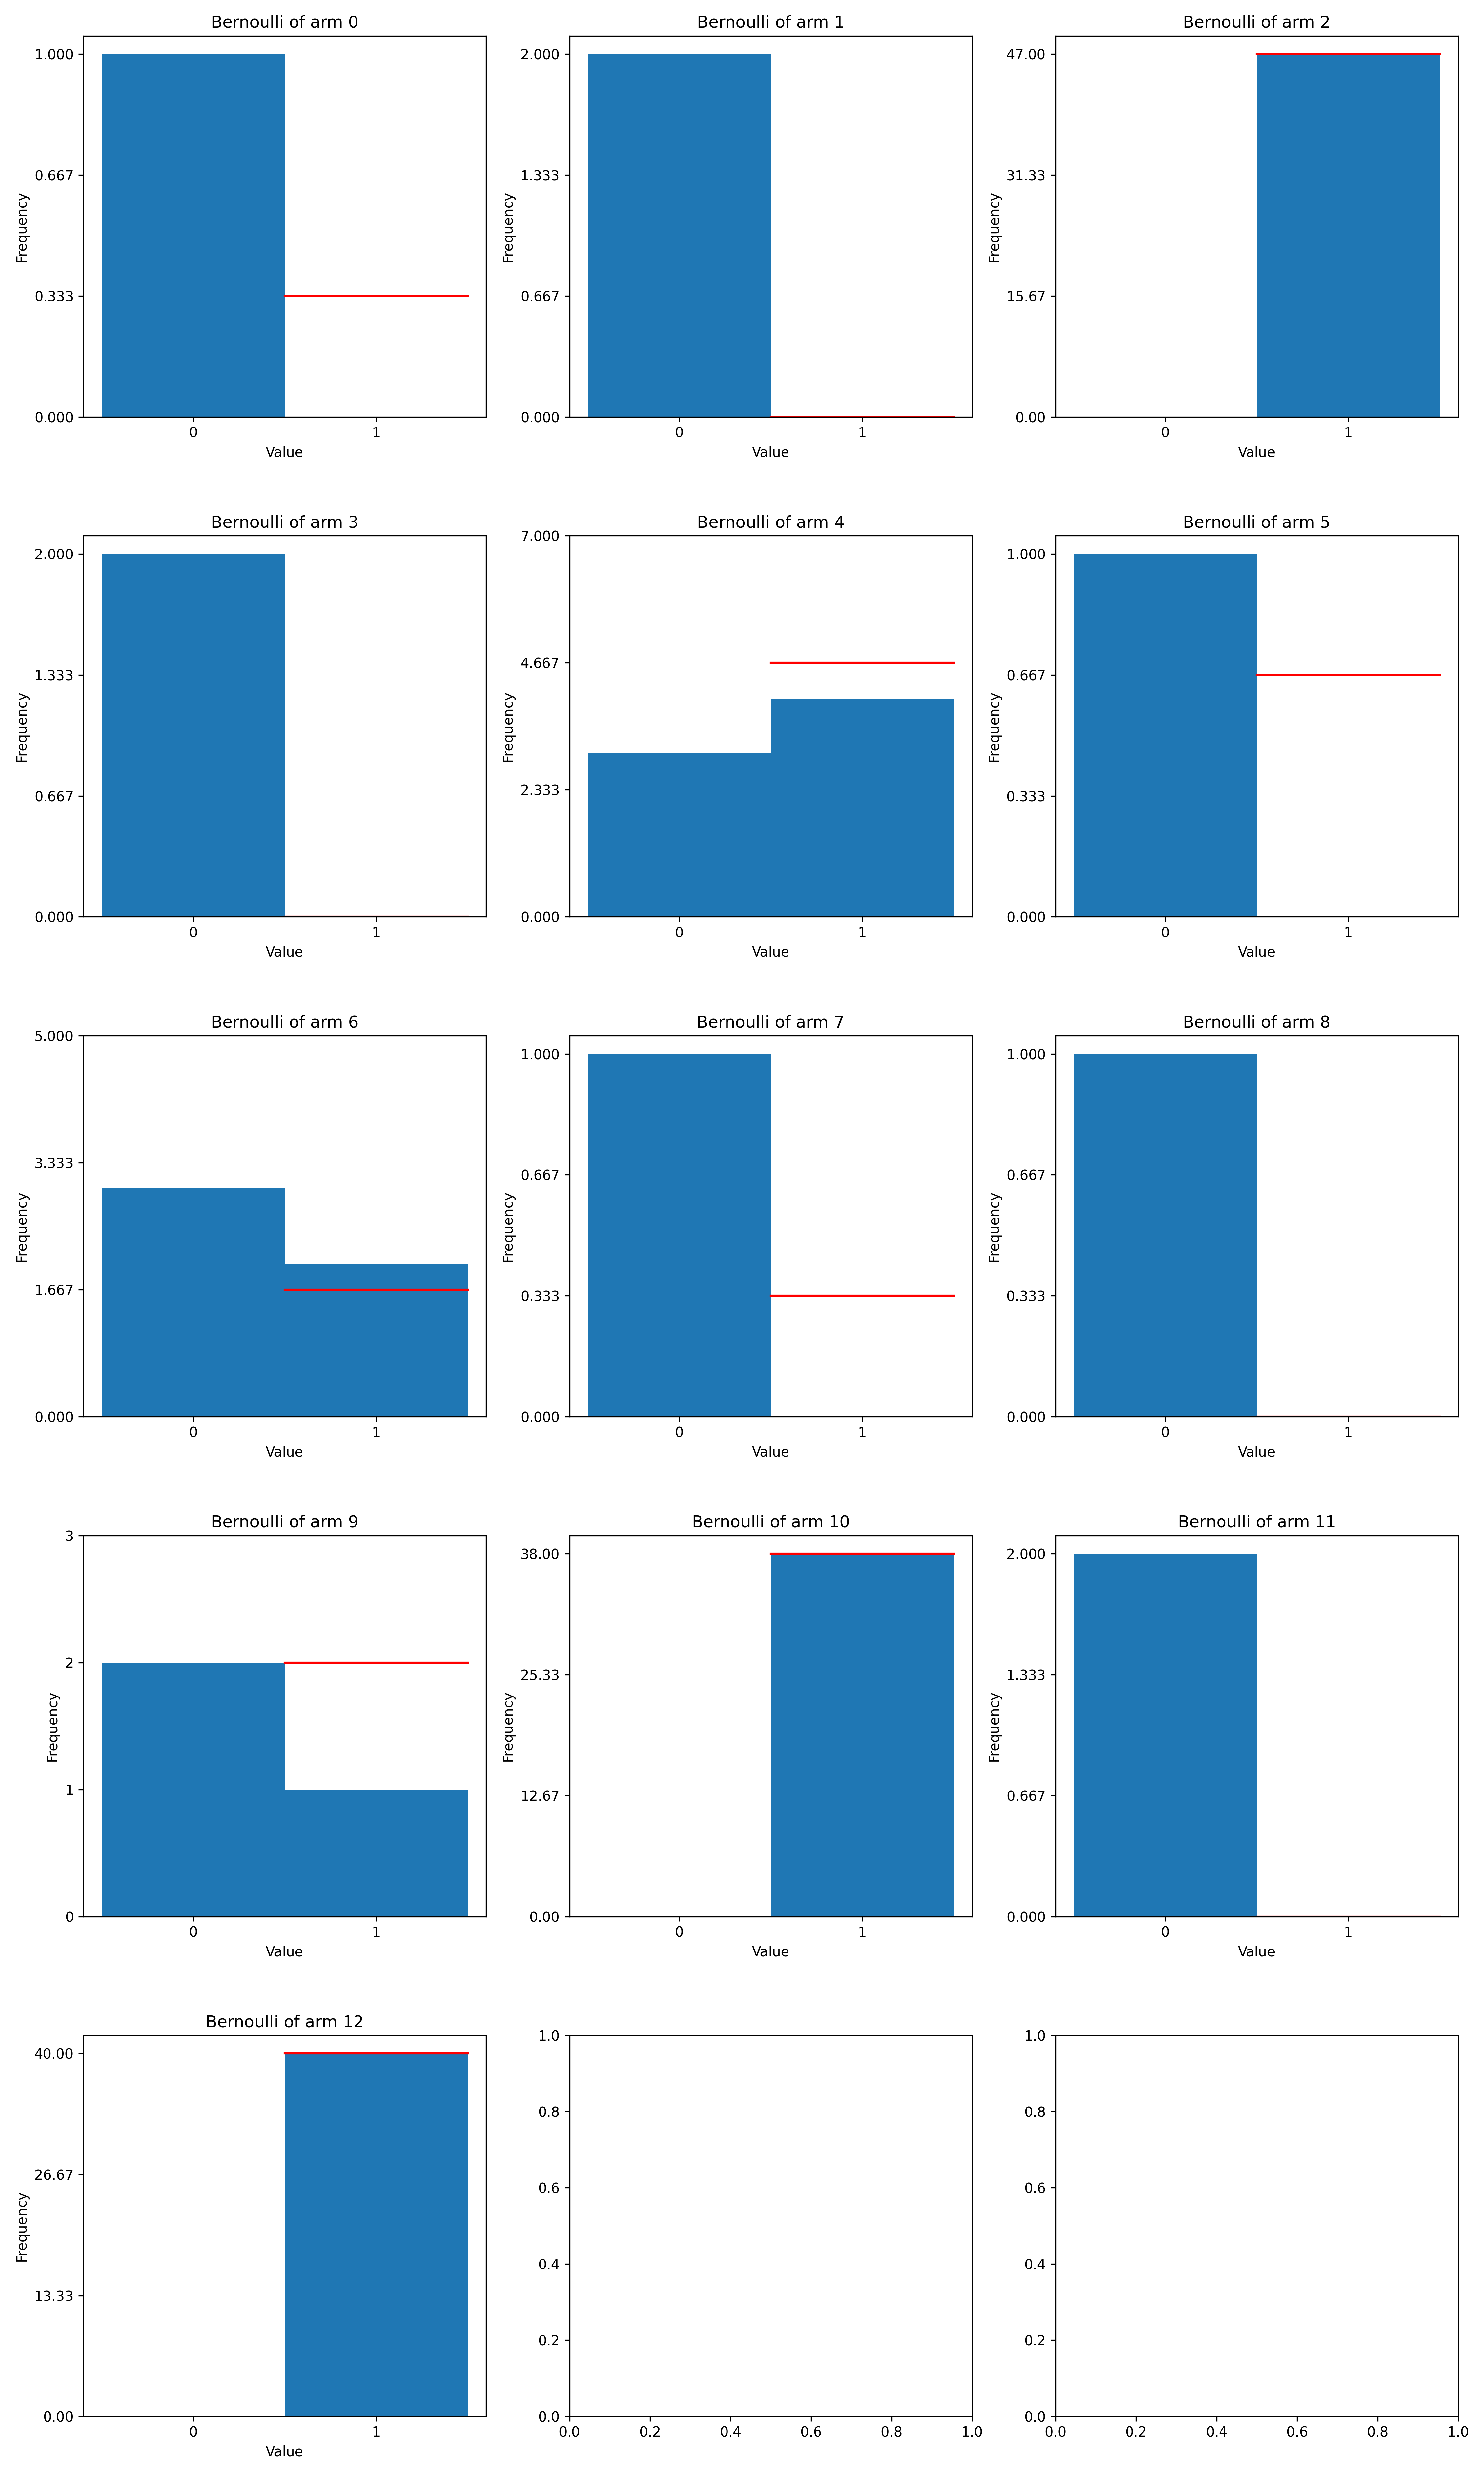 Bernoulli of arm 0
1.000
0.667
0.333
0.000
Frequency
0 1
Value
Bernoulli of arm 1
2.000
1.333
0.667
0.000
Frequency
0 1
Value
Bernoulli of arm 2
47.00
31.33
15.67
0.00
Frequency
0 1
Value
Bernoulli of arm 3
2.000
1.333
0.667
0.000
Frequency
0 1
Value
Bernoulli of arm 4
7.000
4.667
2.333
0.000
Frequency
0 1
Value
Bernoulli of arm 5
1.000
0.667
0.333
0.000
Frequency
0 1
Value
Bernoulli of arm 6
5.000
3.333
1.667
0.000
Frequency
0 1
Value
Bernoulli of arm 7
1.000
0.667
0.333
0.000
Frequency
0 1
Value
Bernoulli of arm 8
1.000
0.667
0.333
0.000
Frequency
0 1
Value
Bernoulli of arm 9
3
2
1
0
Frequency
0 1
Value
Bernoulli of arm 10
38.00
25.33
12.67
0.00
Frequency
0 1
Value
Bernoulli of arm 11
2.000
1.333
0.667
0.000
Frequency
0 1
Value
Bernoulli of arm 12
40.00
26.67
13.33
0.00
Frequency
0 1
Value
1.0
0.8
0.6
0.4
0.2
0.0
0.0 0.2 0.4 0.6 0.8 1.0
1.0
0.8
0.6
0.4
0.2
0.0
0.0 0.2 0.4 0.6 0.8 1.0